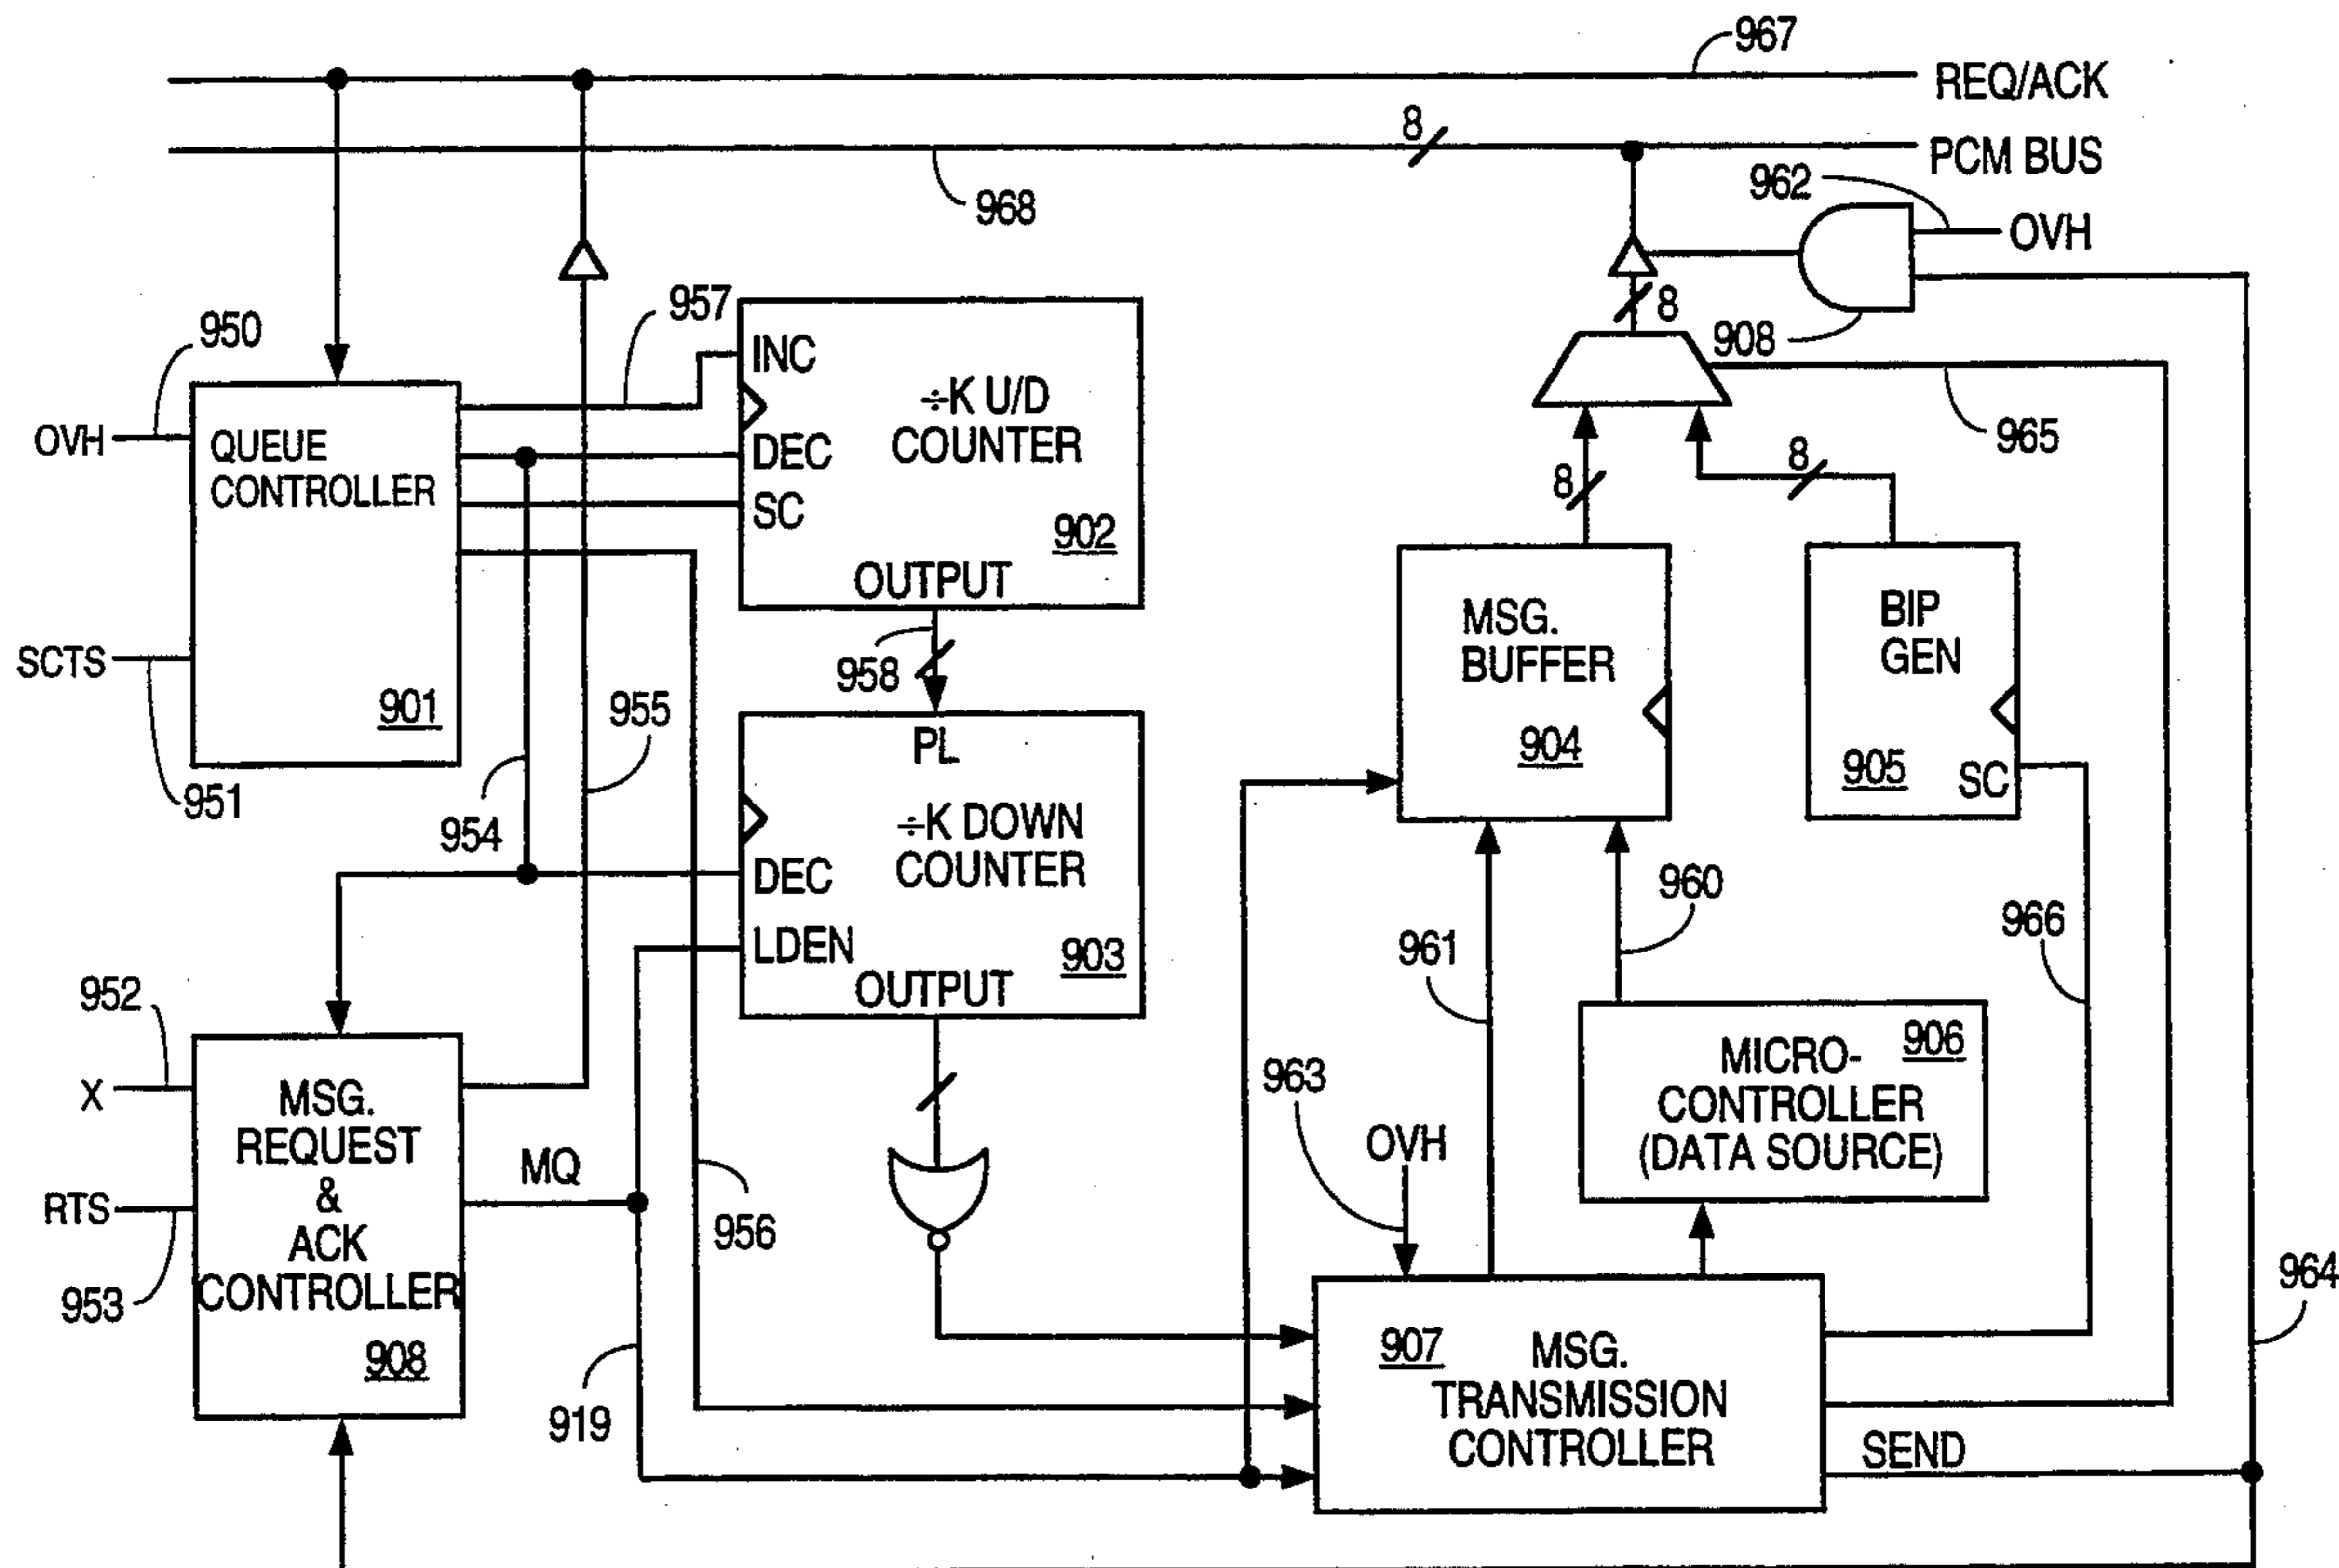 967
REQ/ACK
8
PCM BUS
968
962
OVH
908
8
957
950
OVH
QUEUE
CONTROLLER
901
SCTS
951
INC
÷K U/D
COUNTER
DEC
SC
902
OUTPUT
958
955
954
PL
÷K DOWN
COUNTER
DEC
LDEN
903
OUTPUT
965
8
8
MSG.
BUFFER
904
BIP
GEN
905
SC
960
961
966
952
X
MSG.
REQUEST
&
ACK
CONTROLLER
908
RTS
953
MQ
956
919
963
OVH
906
MICRO-
CONTROLLER
(DATA SOURCE)
964
907
MSG.
TRANSMISSION
CONTROLLER
SEND